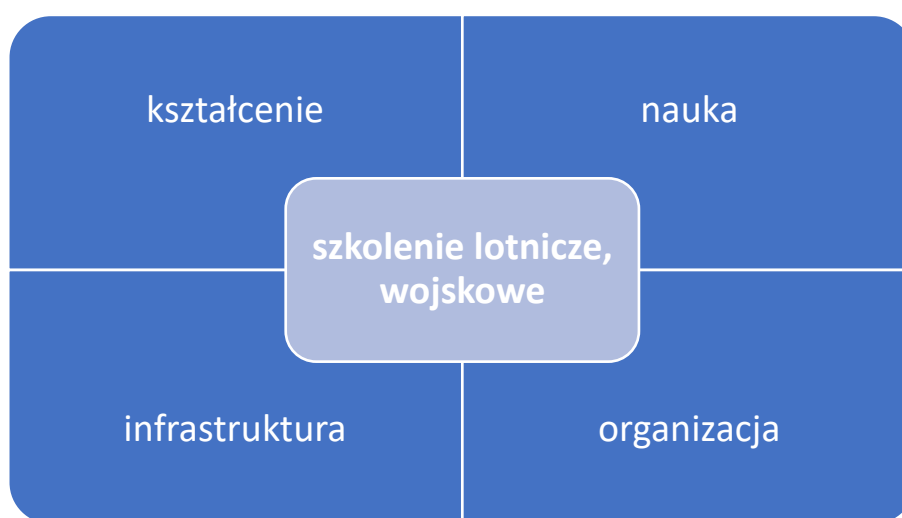 kształcenie
nauka
szkolenie lotnicze,
wojskowe
infrastruktura
organizacja